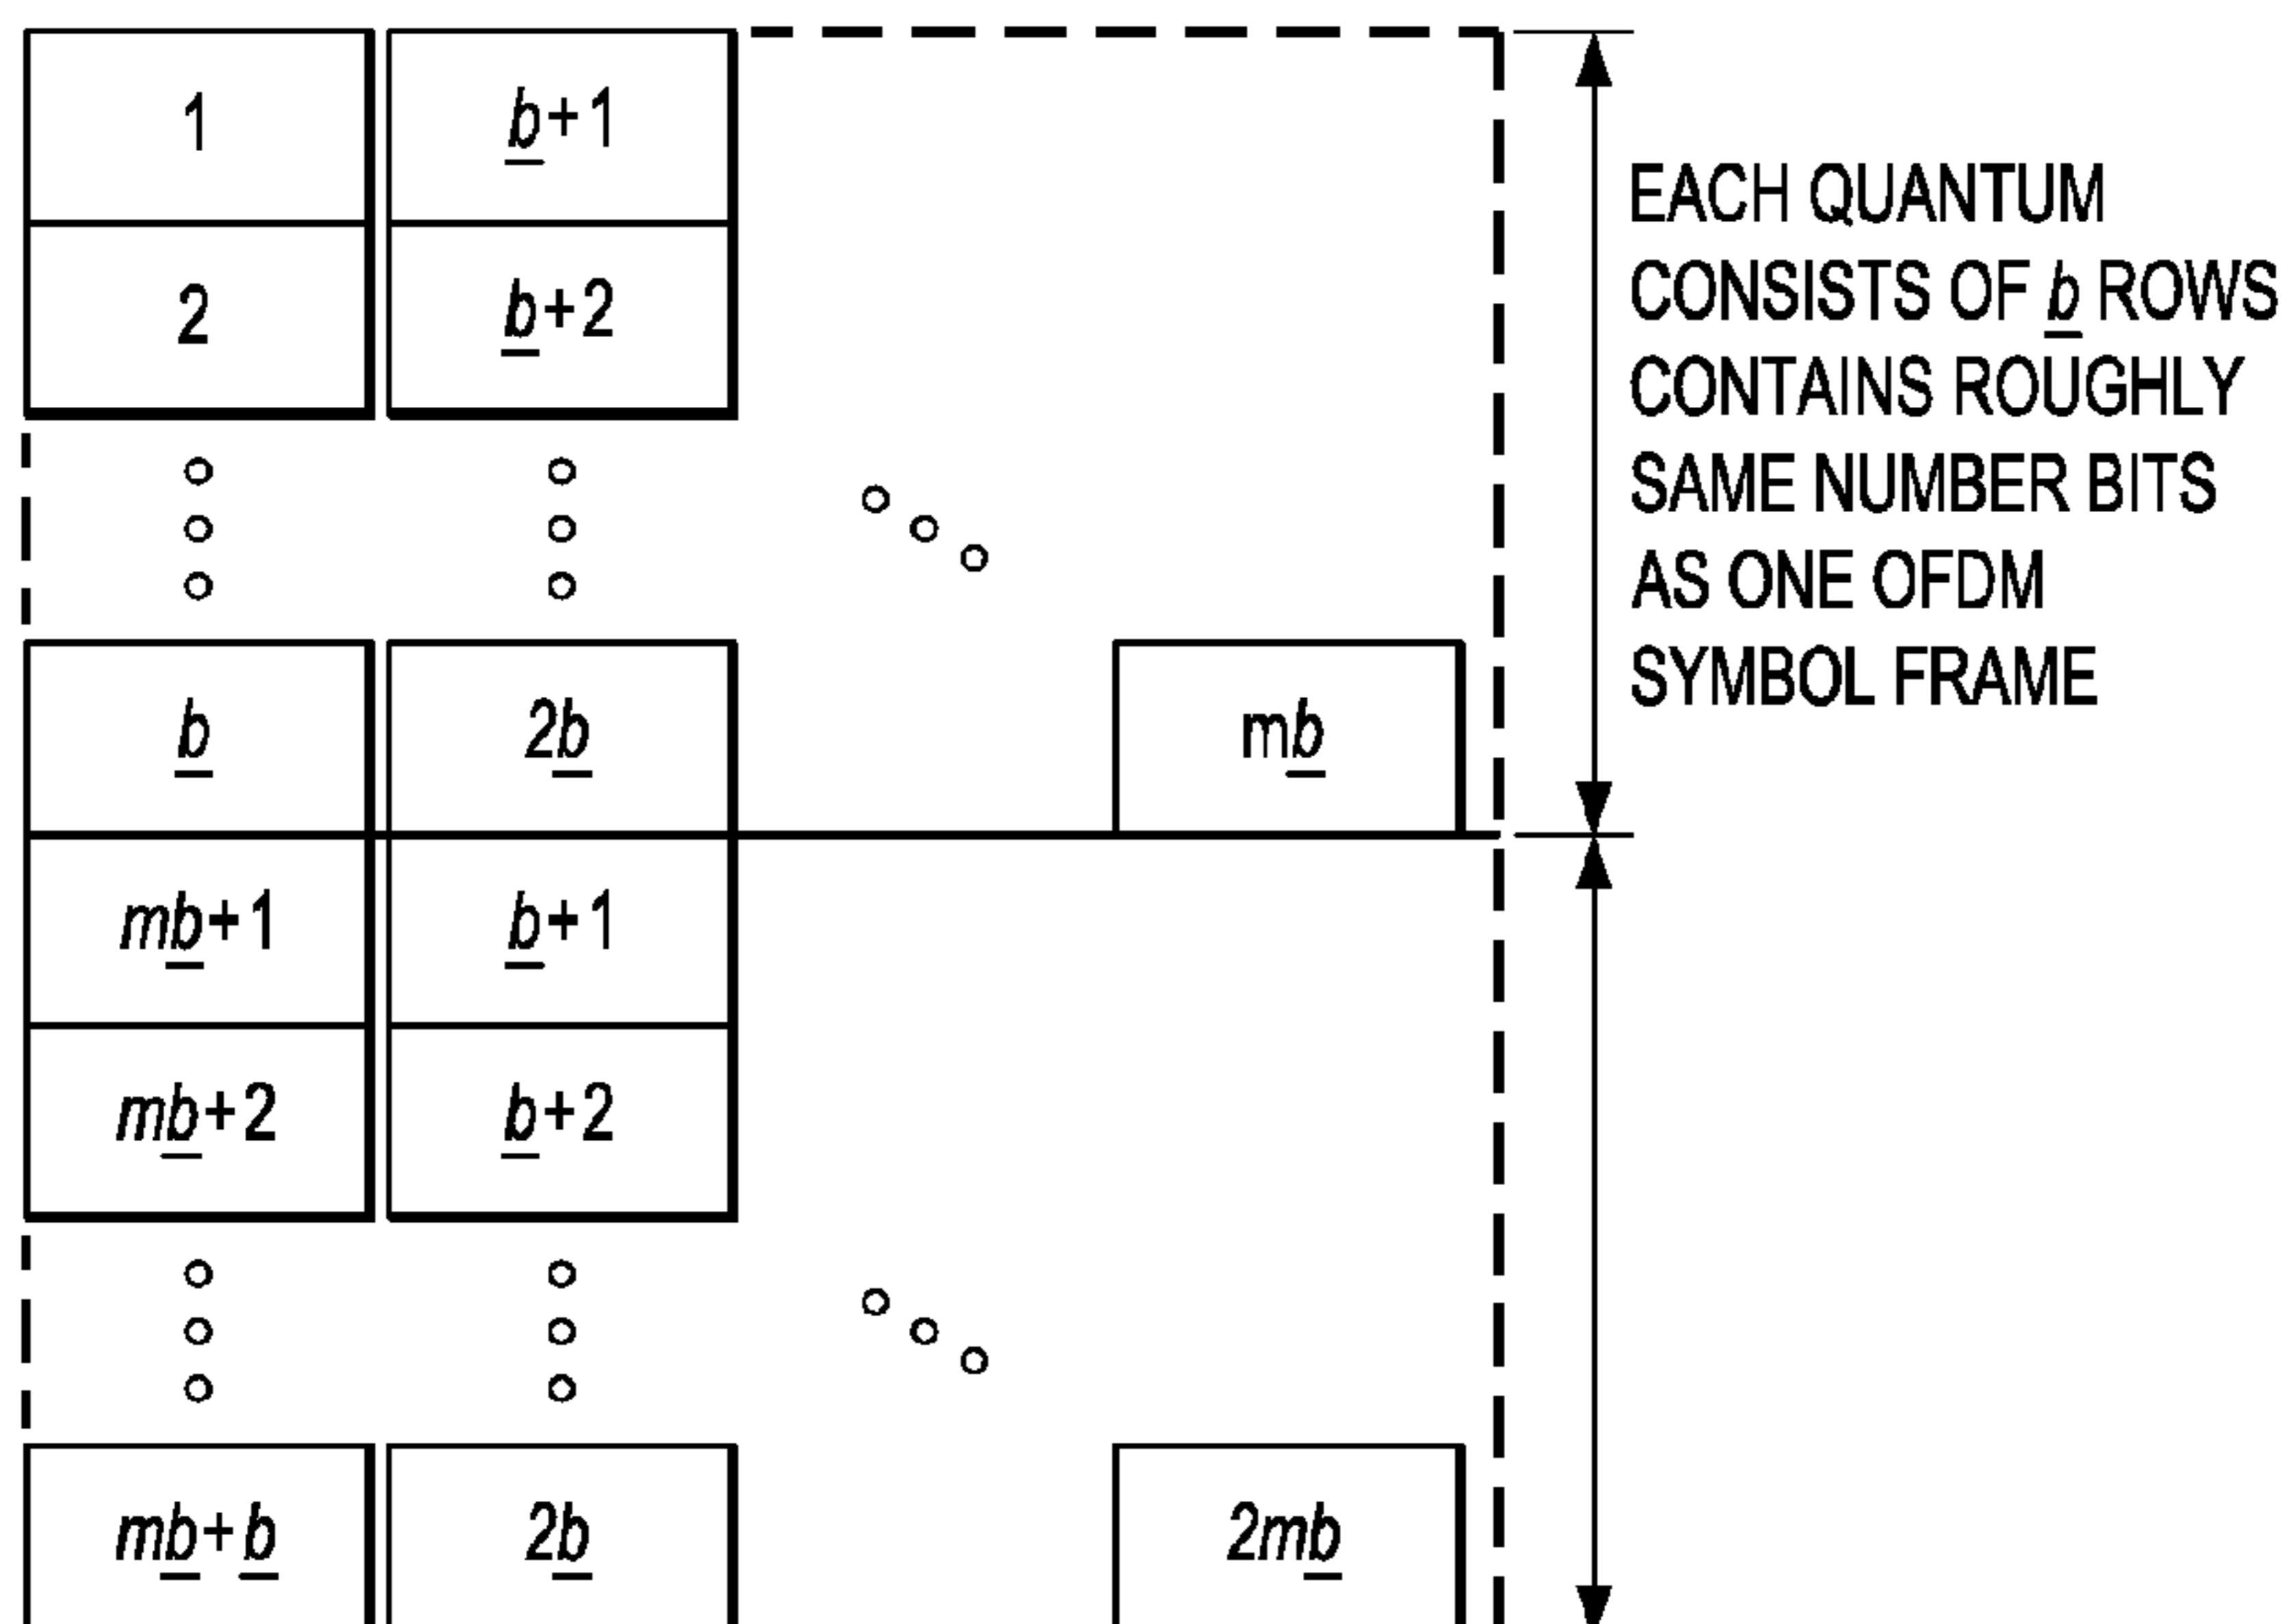 1 b+1
2 b+2
EACH QUANTUM
CONSISTS OF b ROWS
CONTAINS ROUGHLY
SAME NUMBER BITS
AS ONE OFDM
SYMBOL FRAME
b 2b mb
mb+1 b+1
mb+2 b+2
mb+b 2b 2mb